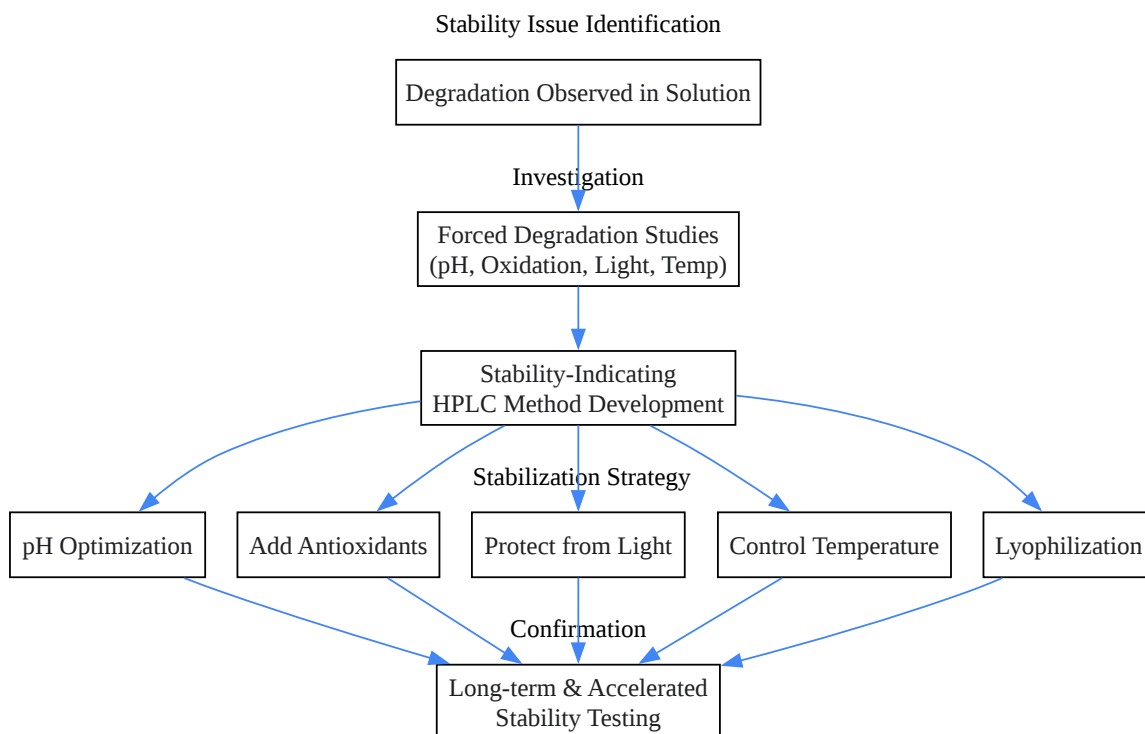 Stability Issue Identification
Degradation Observed in Solution
Investigation
Forced Degradation Studies
(pH, Oxidation, Light, Temp)
Stability-Indicating
HPLC Method Development
Stabilization Strategy
pH Optimization
Add Antioxidants
Protect from Light
Control Temperature
Lyophilization
Confirmation
Long-term & Accelerated
Stability Testing